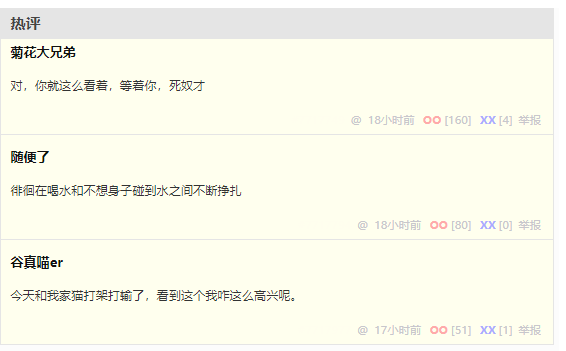 热评
菊花大兄弟
对，你就这么看着，等着你，死奴才
@ 18小时前 OO [160] XX [4] 举报
随便了
徘徊在喝水和不想身子碰到水之间不断挣扎
@ 18小时前 OO [80] XX [0] 举报
谷真喵er
今天和我家猫打架打输了，看到这个我咋这么高兴呢。
@ 17小时前 OO [51] XX [1] 举报